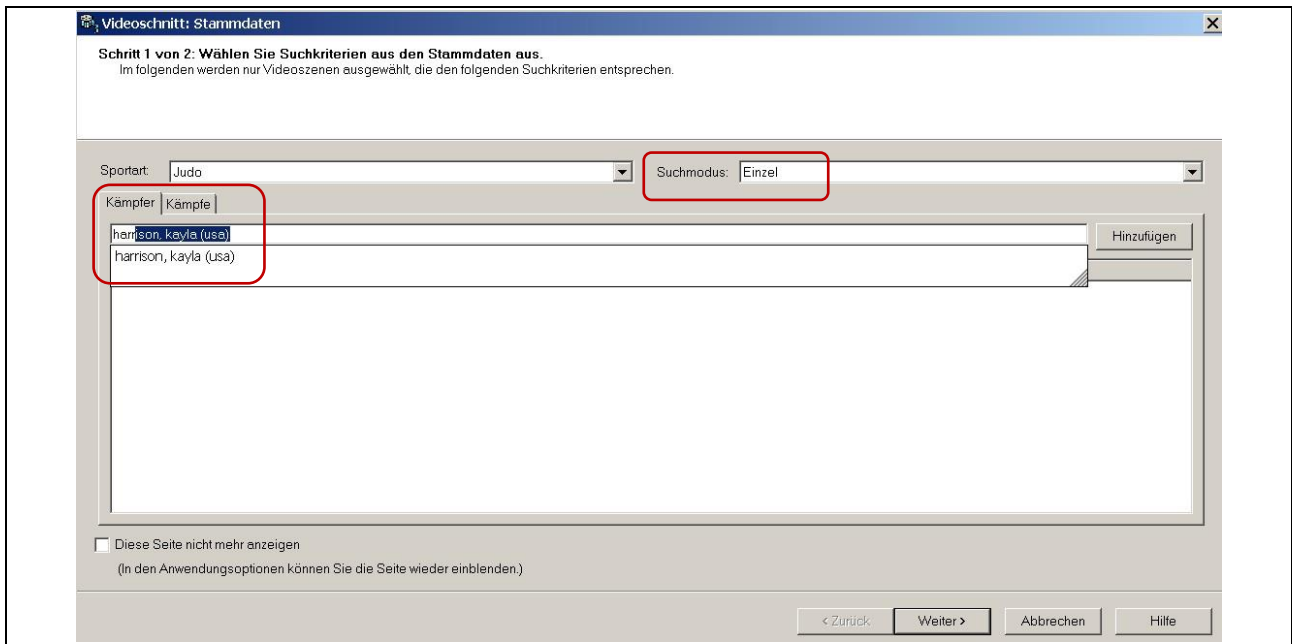 Videoschnitt: Stammdaten
Schritt 1 von 2: Wählen Sie Suchkriterien aus den Stammdaten aus.
Im folgenden werden nur Videoszenen ausgewählt, die den folgenden Suchkriterien entsprechen.
Sportart: Judo Suchmodus: Einzel
Kämpfer Kämpfe
harrison, kayla (usa) Hinzufügen
harrison, kayla (usa)
Diese Seite nicht mehr anzeigen
(In den Anwendungsoptionen können Sie die Seite wieder einblenden.)
< Zurück Weiter > Abbrechen Hilfe